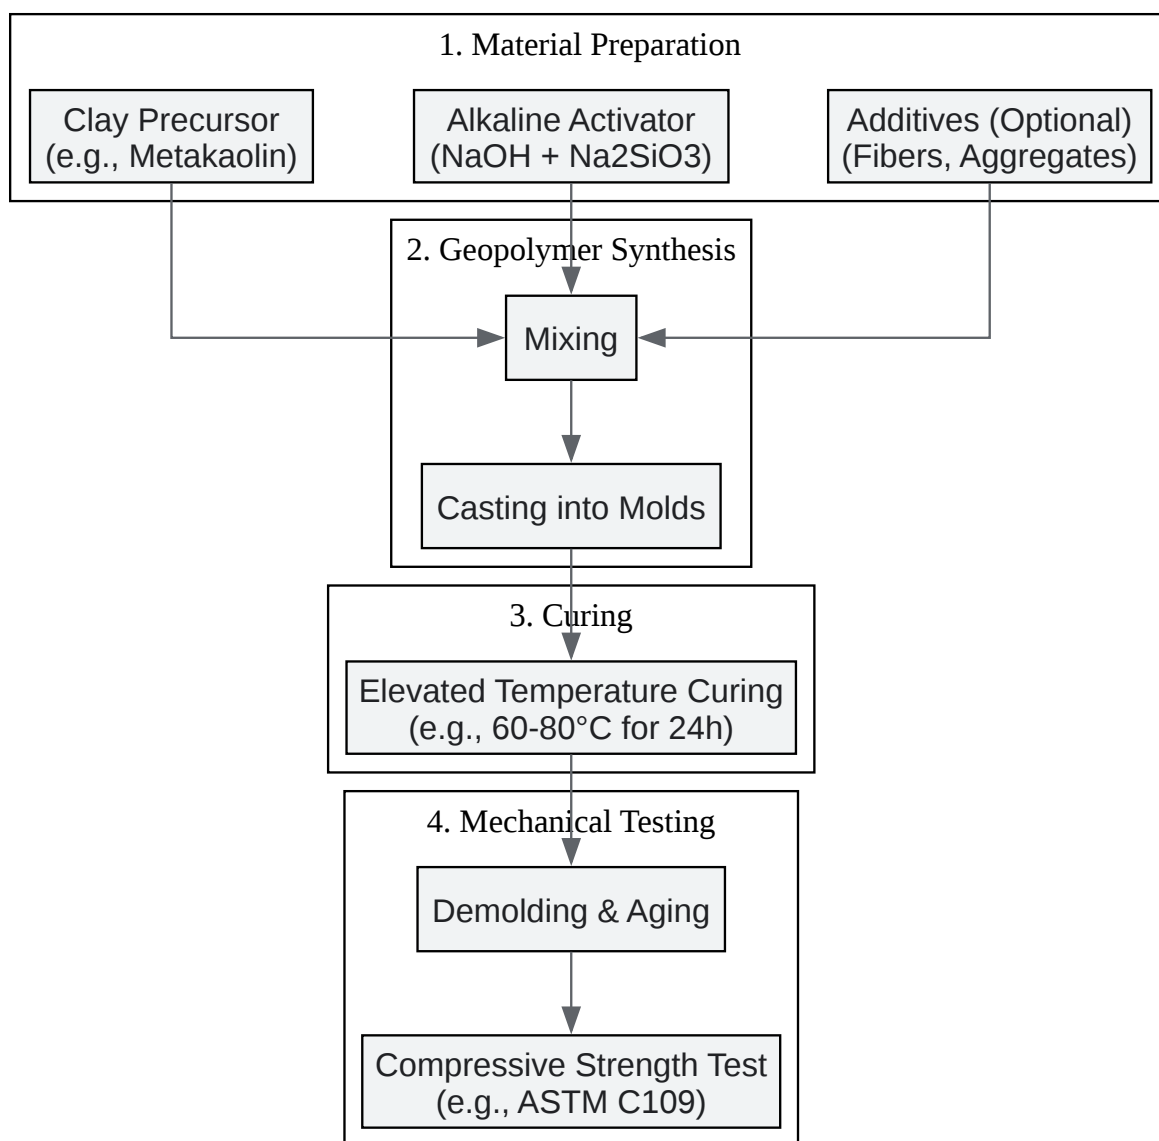 1. Material Preparation
Clay Precursor
(e.g., Metakaolin)
Alkaline Activator
(NaOH + Na2SiO3)
Additives (Optional)
(Fibers, Aggregates)
2. Geopolymer Synthesis
Mixing
Casting into Molds
3. Curing
Elevated Temperature Curing
(e.g., 60-80°C for 24h)
4. Mechanical Testing
Demolding & Aging
Compressive Strength Test
(e.g., ASTM C109)